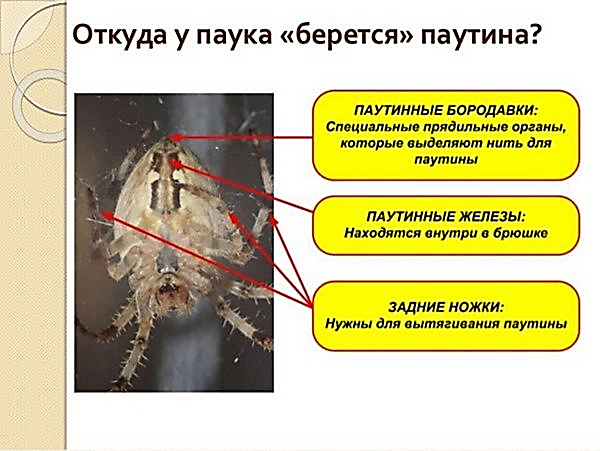 Откуда у паука «берется» паутина?
ПАУТИННЫЕ БОРОДАВКИ:
Специальные прядильные органы,
которые выделяют нить для
паутины
ПАУТИННЫЕ ЖЕЛЕЗЫ:
Находятся внутри в брюшке
ЗАДНИЕ НОЖКИ:
Нужны для вытягивания паутины